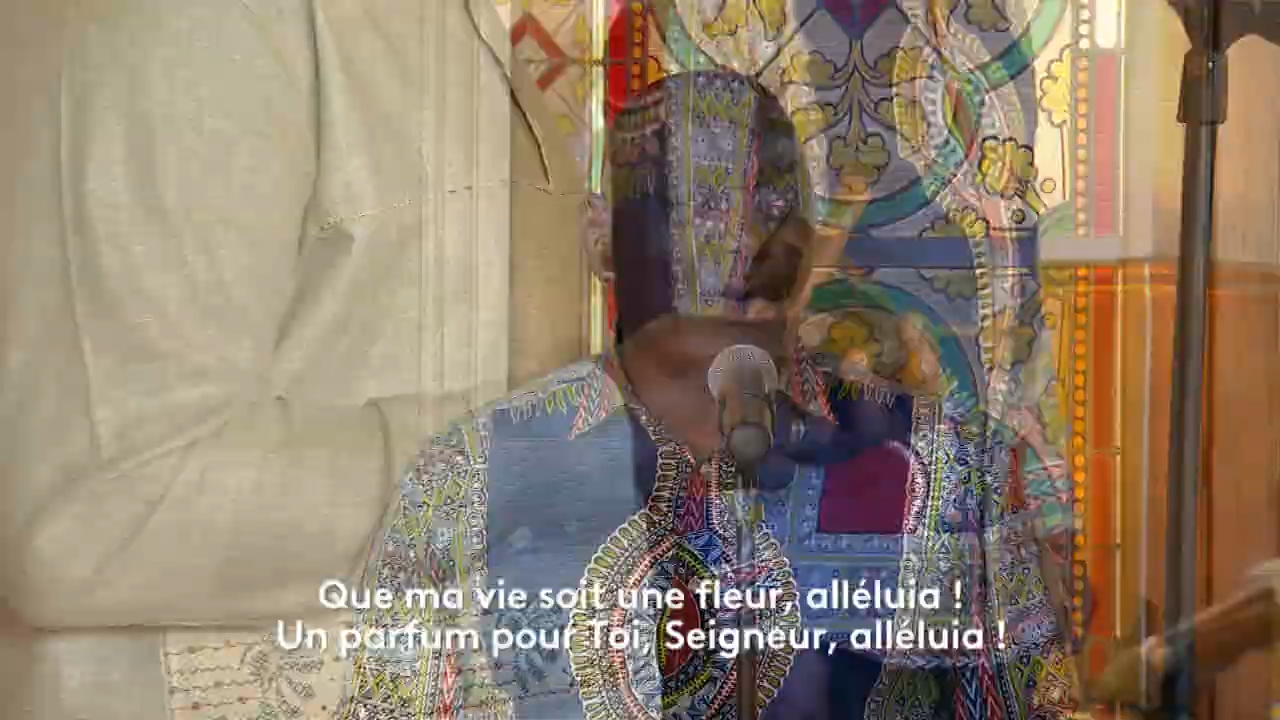 Que ma vie soit une fleur, alléluia !
Un parfum pour Toi, Seigneur, alléluia !